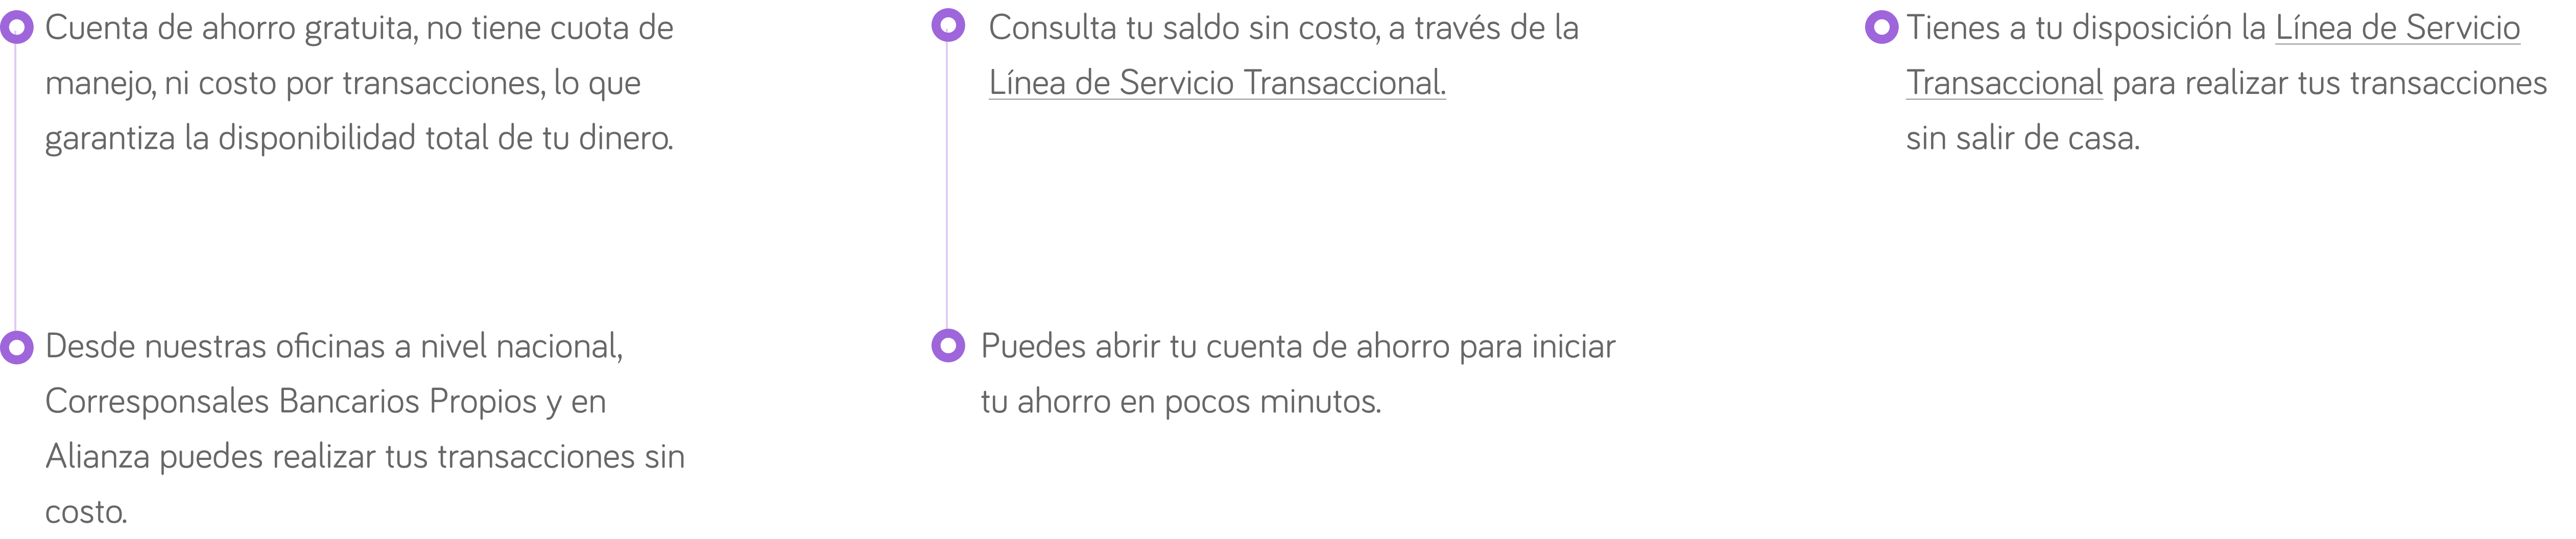 Cuenta de ahorro gratuita, no tiene cuota de
manejo, ni costo por transacciones, lo que
garantiza la disponibilidad total de tu dinero.
Desde nuestras oficinas a nivel nacional,
Corresponsales Bancarios Propios y en
Alianza puedes realizar tus transacciones sin
costo.
Consulta tu saldo sin costo, a través de la
Línea de Servicio Transaccional.
Puedes abrir tu cuenta de ahorro para iniciar
tu ahorro en pocos minutos.
Tienes a tu disposición la Línea de Servicio
Transaccional para realizar tus transacciones
sin salir de casa.